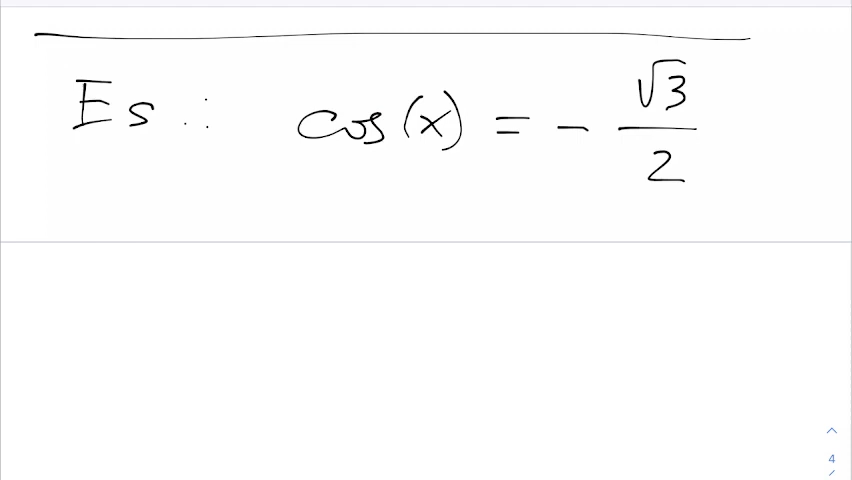 Es.: cos(x) = - √3/2
4